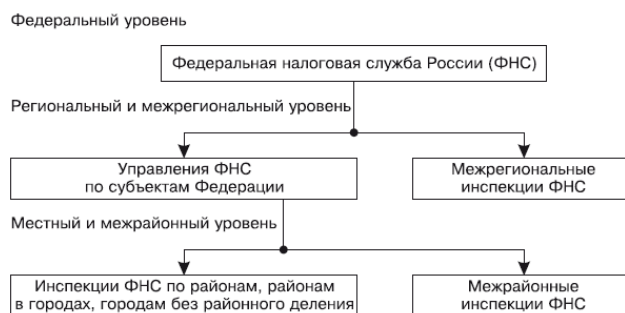 Федеральный уровень
Федеральная налоговая служба России (ФНС)
Региональный и межрегиональный уровень
Управления ФНС
по субъектам Федерации
Межрегиональные
инспекции ФНС
Местный и межрайонный уровень
Инспекции ФНС по районам, районам
в городах, городам без районного деления
Межрайонные
инспекции ФНС